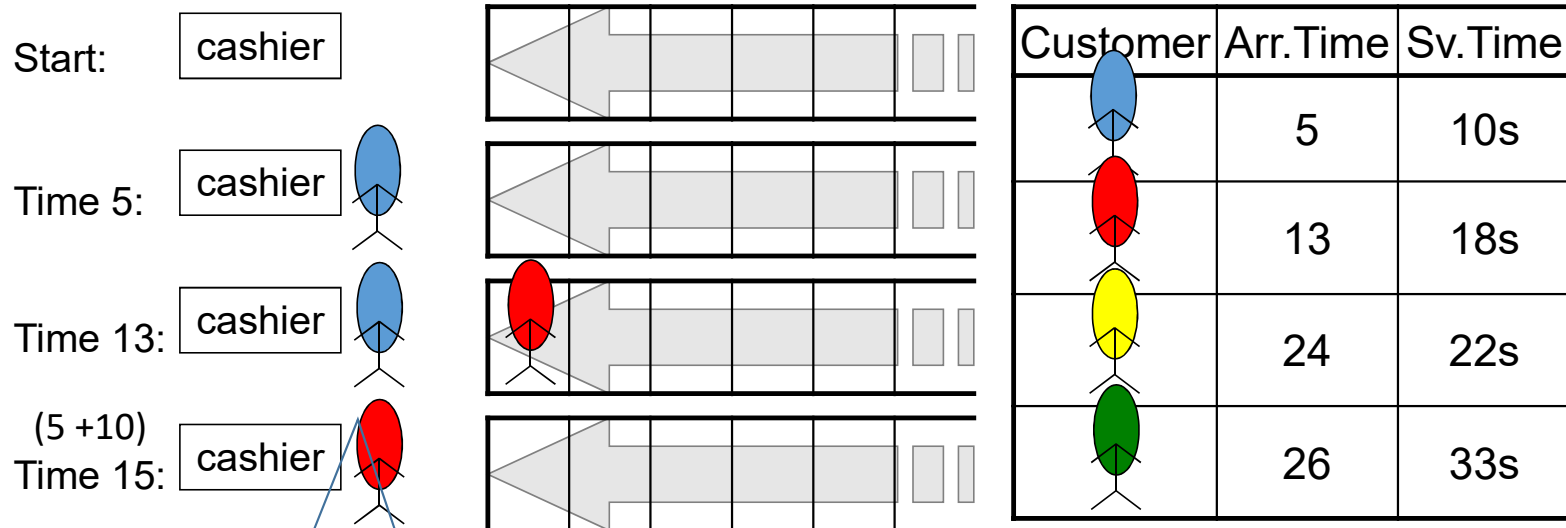 Start:
cashier
Time 5:
cashier
Time 13:
cashier
(5 +10)
Time 15:
cashier
Customer Arr.Time Sv.Time
5 10s
13 18s
24 22s
26 33s